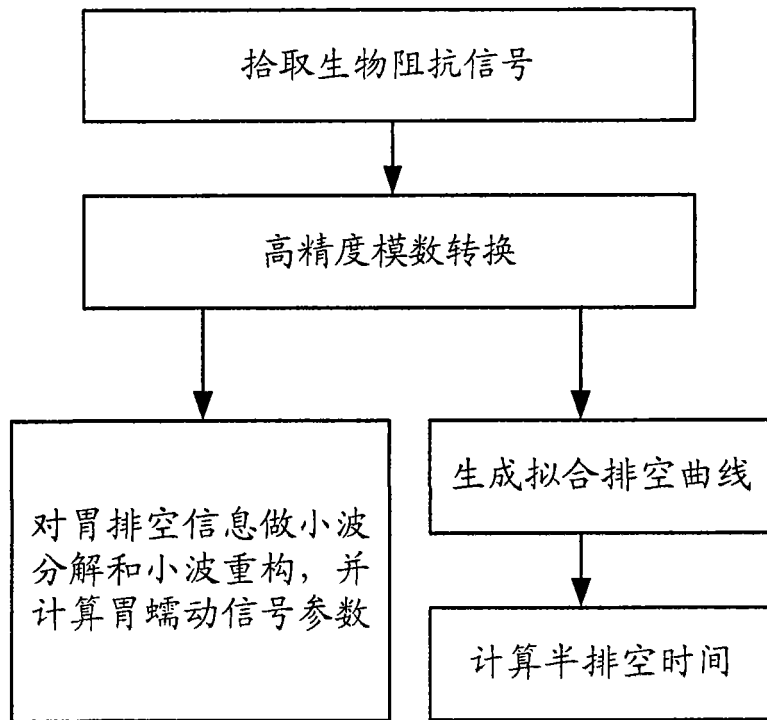 拾取生物阻抗信号
高精度模数转换
对胃排空信息做小波
分解和小波重构，并
计算胃蠕动信号参数
生成拟合排空曲线
计算半排空时间